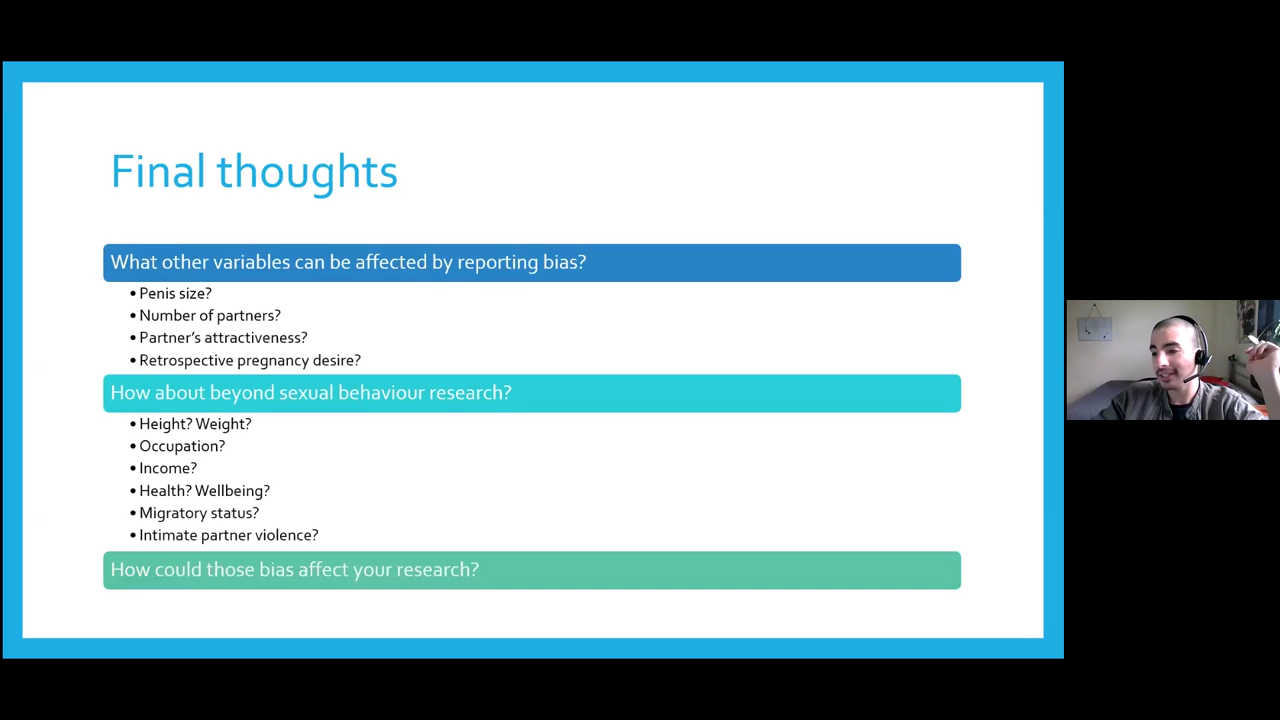 Final thoughts
What other variables can be affected by reporting bias?
• Penis size?
• Number of partners?
• Partner's attractiveness?
• Retrospective pregnancy desire?
How about beyond sexual behaviour research?
• Height? Weight?
• Occupation?
• Income?
• Health? Wellbeing?
• Migratory status?
• Intimate partner violence?
How could those bias affect your research?